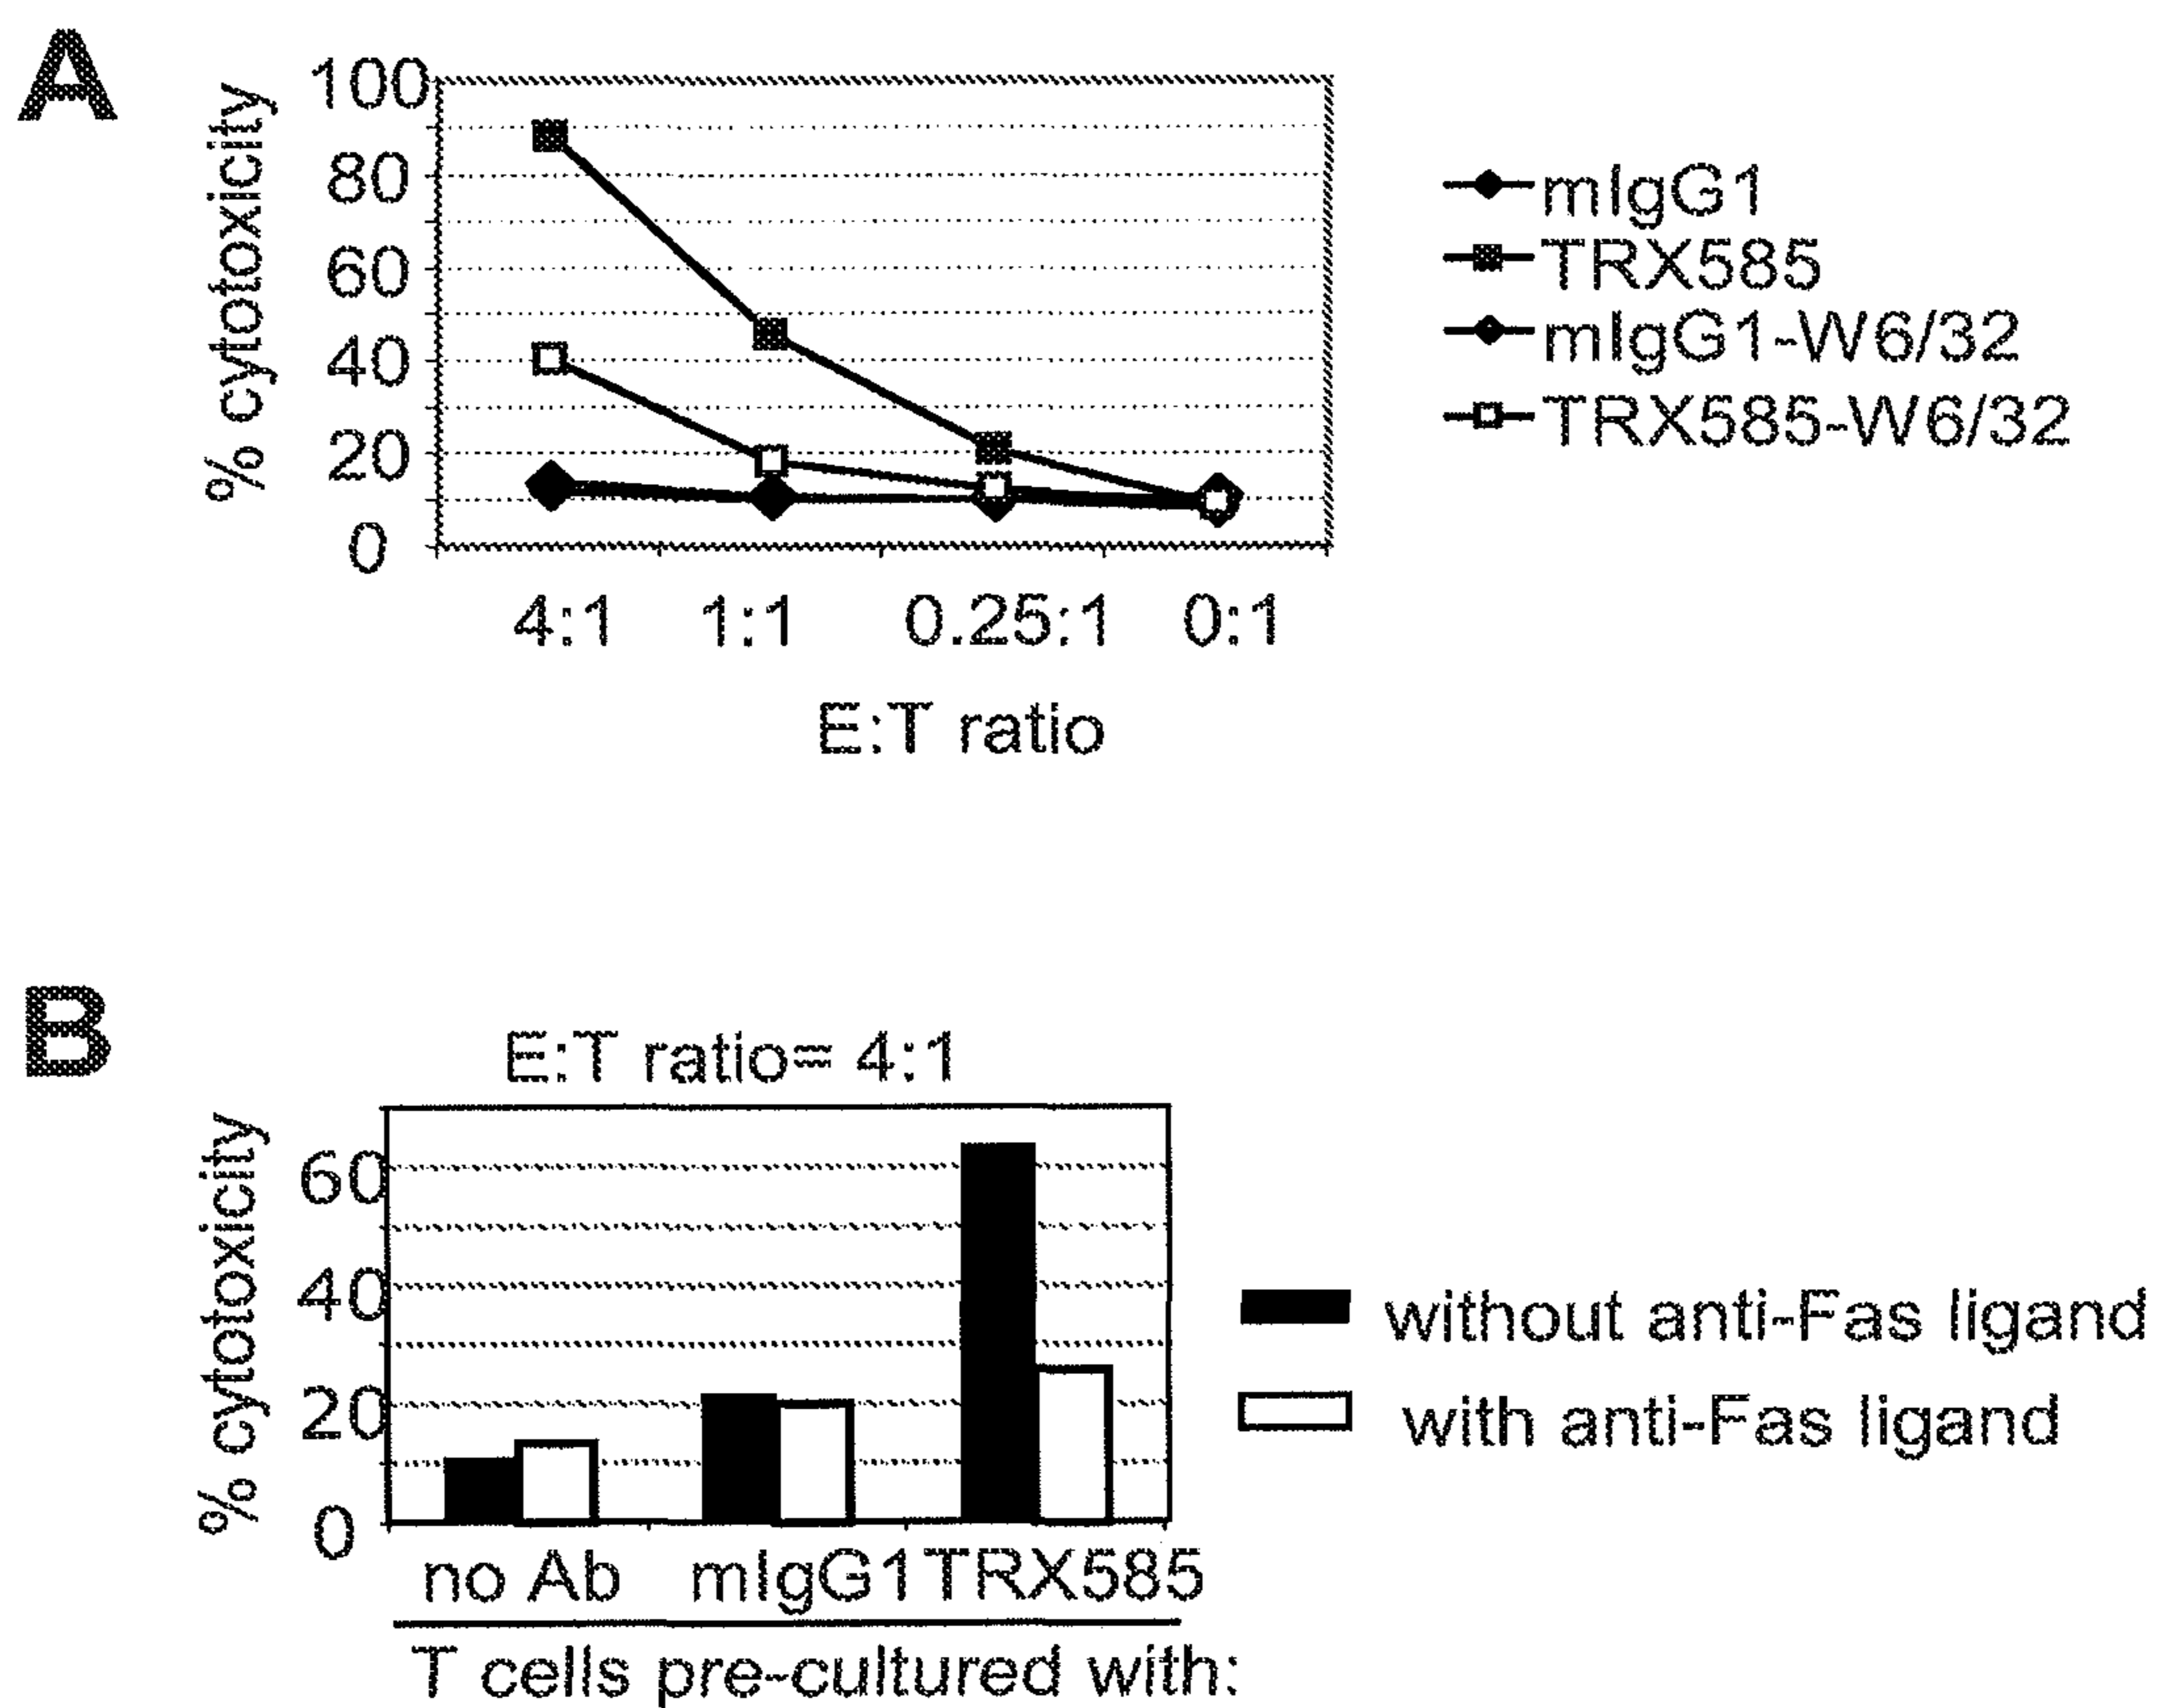 A
% cytotoxicity
100
80
60
40
20
0
4:1 1:1 0.25:1 0:1
E:T ratio
mIgG1
TRX585
mIgG1-W6/32
TRX585-W6/32
B
E:T ratio= 4:1
% cytotoxicity
60
40
20
0
no Ab mIgG1 TRX585
T cells pre-cultured with:
without anti-Fas ligand
with anti-Fas ligand